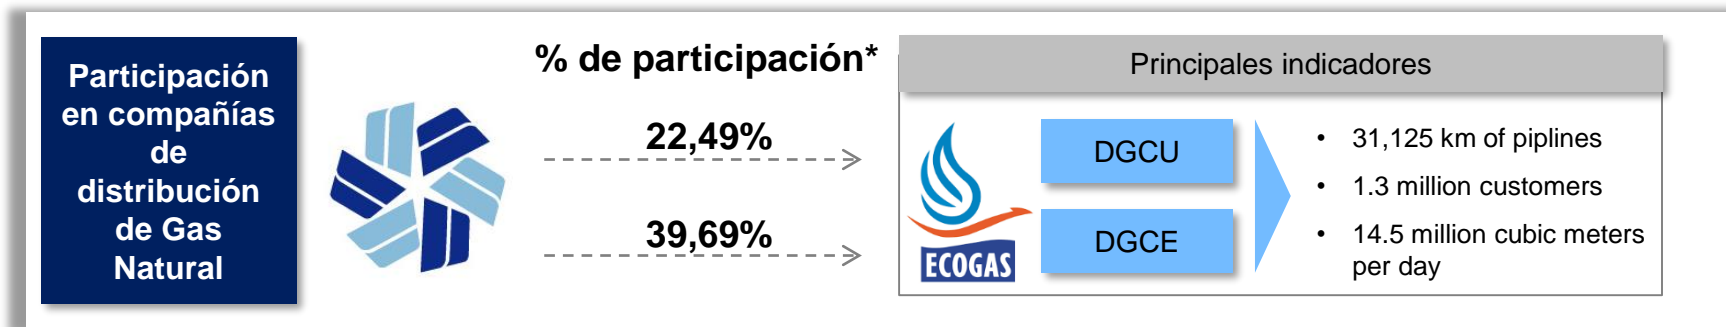 Participación
en compañías
de
distribución
de Gas
Natural
% de participación*
22,49%
39,69%
Principales indicadores
ECOGAS
DGCU
DGCE
• 31,125 km of piplines
• 1.3 million customers
• 14.5 million cubic meters
per day